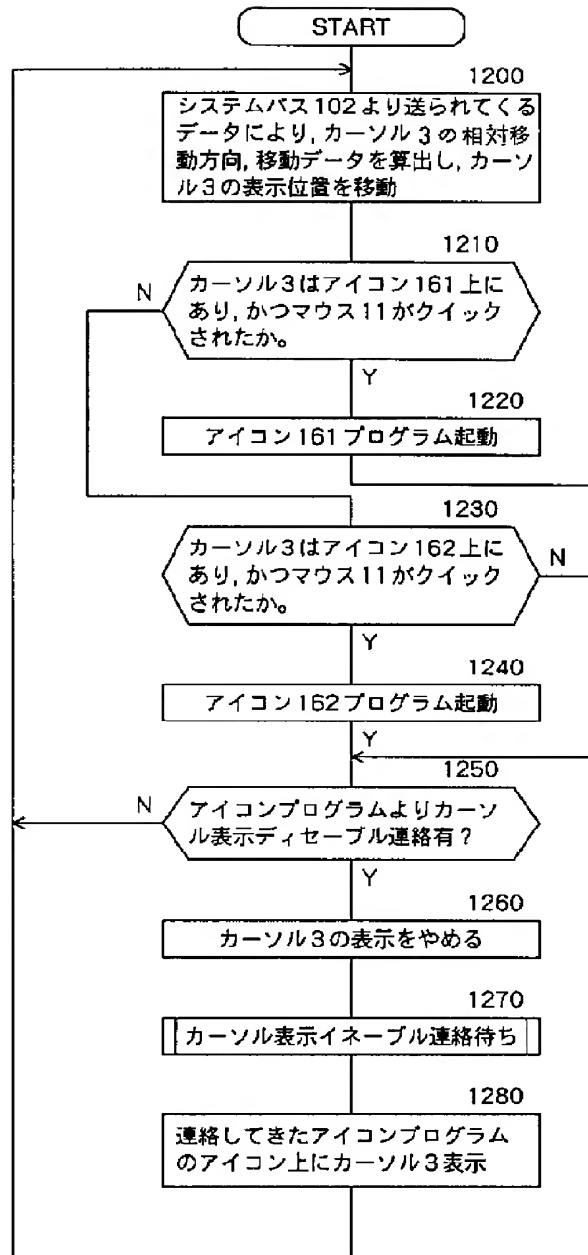 START
1200
システムバス102より送られてくる
データにより,カーソル3の相対移
動方向,移動データを算出し,カーソ
ル3の表示位置を移動
1210
N
カーソル3はアイコン161上に
あり,かつマウス11がクイック
されたか。
Y
1220
アイコン161プログラム起動
1230
カーソル3はアイコン162上に
あり,かつマウス11がクイック
されたか。
N
Y
1240
アイコン162プログラム起動
Y
1250
N
アイコンプログラムよりカーソ
ル表示ディセーブル連絡有?
Y
1260
カーソル3の表示をやめる
1270
カーソル表示イネーブル連絡待ち
1280
連絡してきたアイコンプログラム
のアイコン上にカーソル3表示